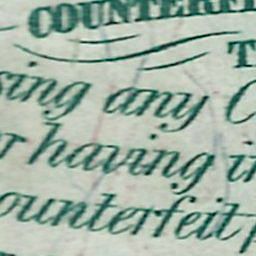 COUNTERFE
T
sing any C
r having i
ounterfeit